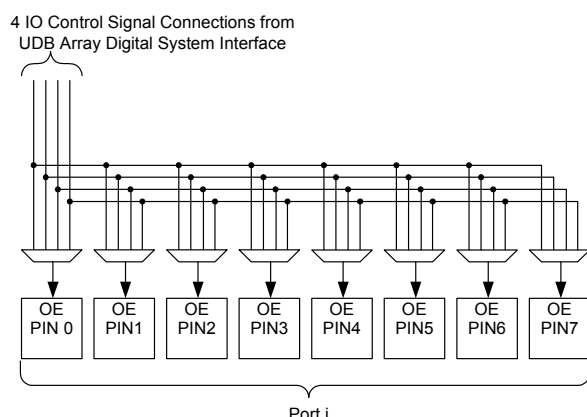 4 IO Control Signal Connections from
UDB Array Digital System Interface
OE
PIN 0
OE
PIN1
OE
PIN2
OE
PIN3
OE
PIN4
OE
PIN5
OE
PIN6
OE
PIN7
Port i